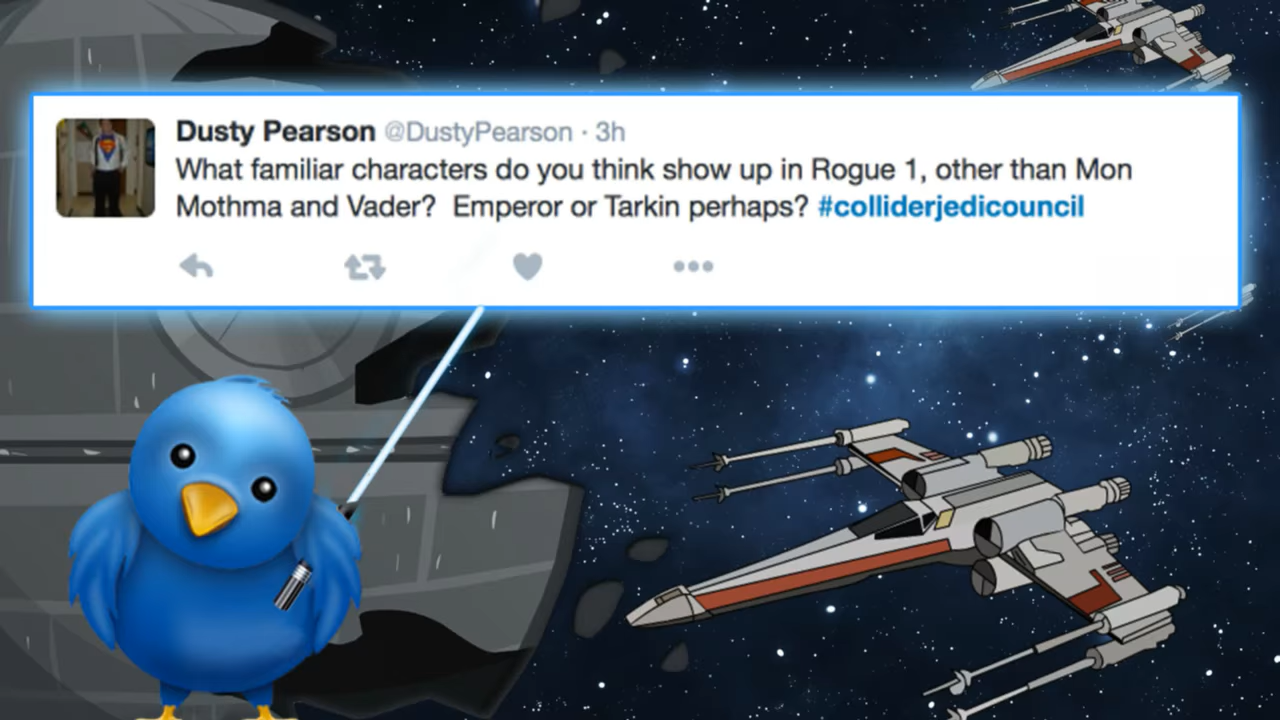 Dusty Pearson @DustyPearson · 3h
What familiar characters do you think show up in Rogue 1, other than Mon
Mothma and Vader?  Emperor or Tarkin perhaps? #colliderjedicouncil